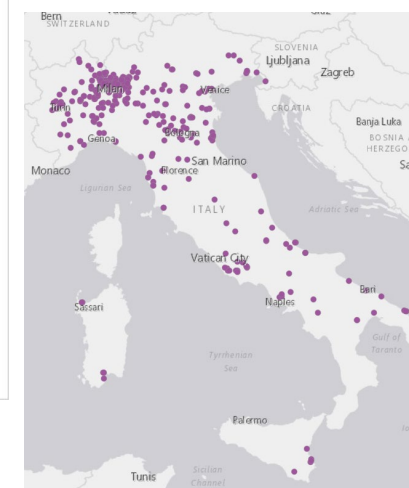 Bern
SWITZERLAND
SLOVENIA
Ljubljana
Zagreb
Milan
Venice
Turin
CROATIA
Banja Luka
Genoa
Bologna
BOSNIA
HERZEGO
Monaco
Florence
San Marino
Ligurian Sea
ITALY
Adriatic Sea
Vatican City
Naples
Bari
Sassari
Gulf of
Taranto
Tyrrhenian
Sea
Palermo
Sicilian
Channel
Tunis